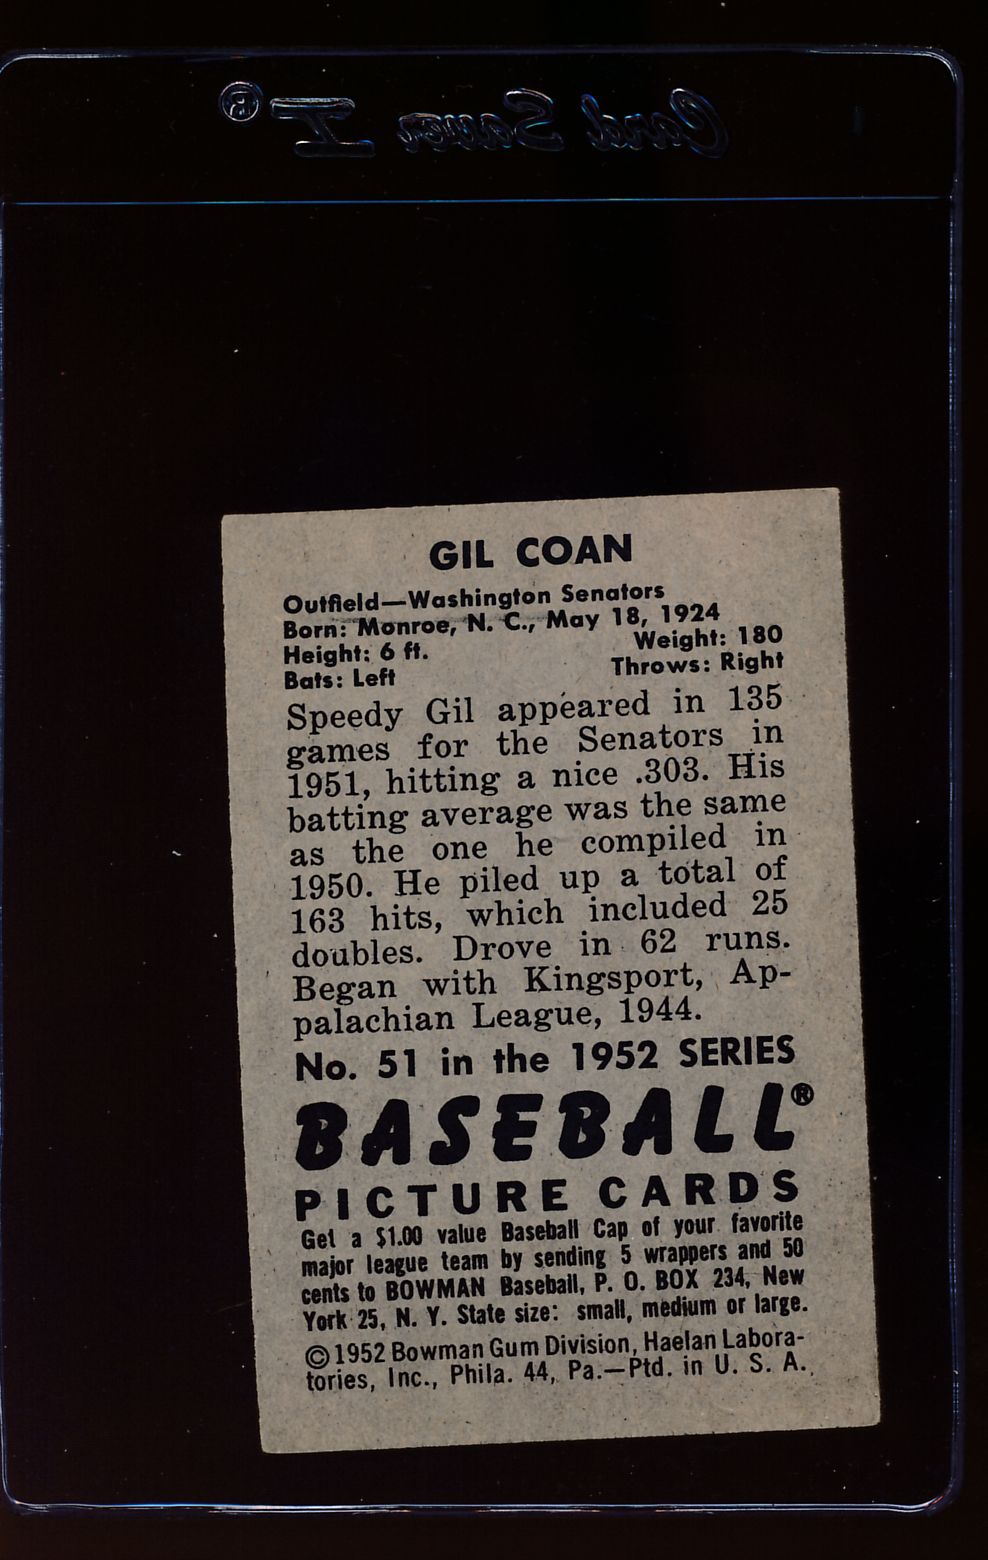 Card Saver I®
GIL COAN
Outfield—Washington Senators
Born: Monroe, N. C., May 18, 1924
Height: 6 ft. Weight: 180
Bats: Left Throws: Right
Speedy Gil appeared in 135
games for the Senators in
1951, hitting a nice .303. His
batting average was the same
as the one he compiled in
1950. He piled up a total of
163 hits, which included 25
doubles. Drove in 62 runs.
Began with Kingsport, Ap-
palachian League, 1944.
No. 51 in the 1952 SERIES
BASEBALL®
PICTURE CARDS
Get a $1.00 value Baseball Cap of your favorite
major league team by sending 5 wrappers and 50
cents to BOWMAN Baseball, P. O. BOX 234, New
York 25, N. Y. State size: small, medium or large.
©1952 Bowman Gum Division, Haelan Labora-
tories, Inc., Phila. 44, Pa.—Ptd. in U. S. A.